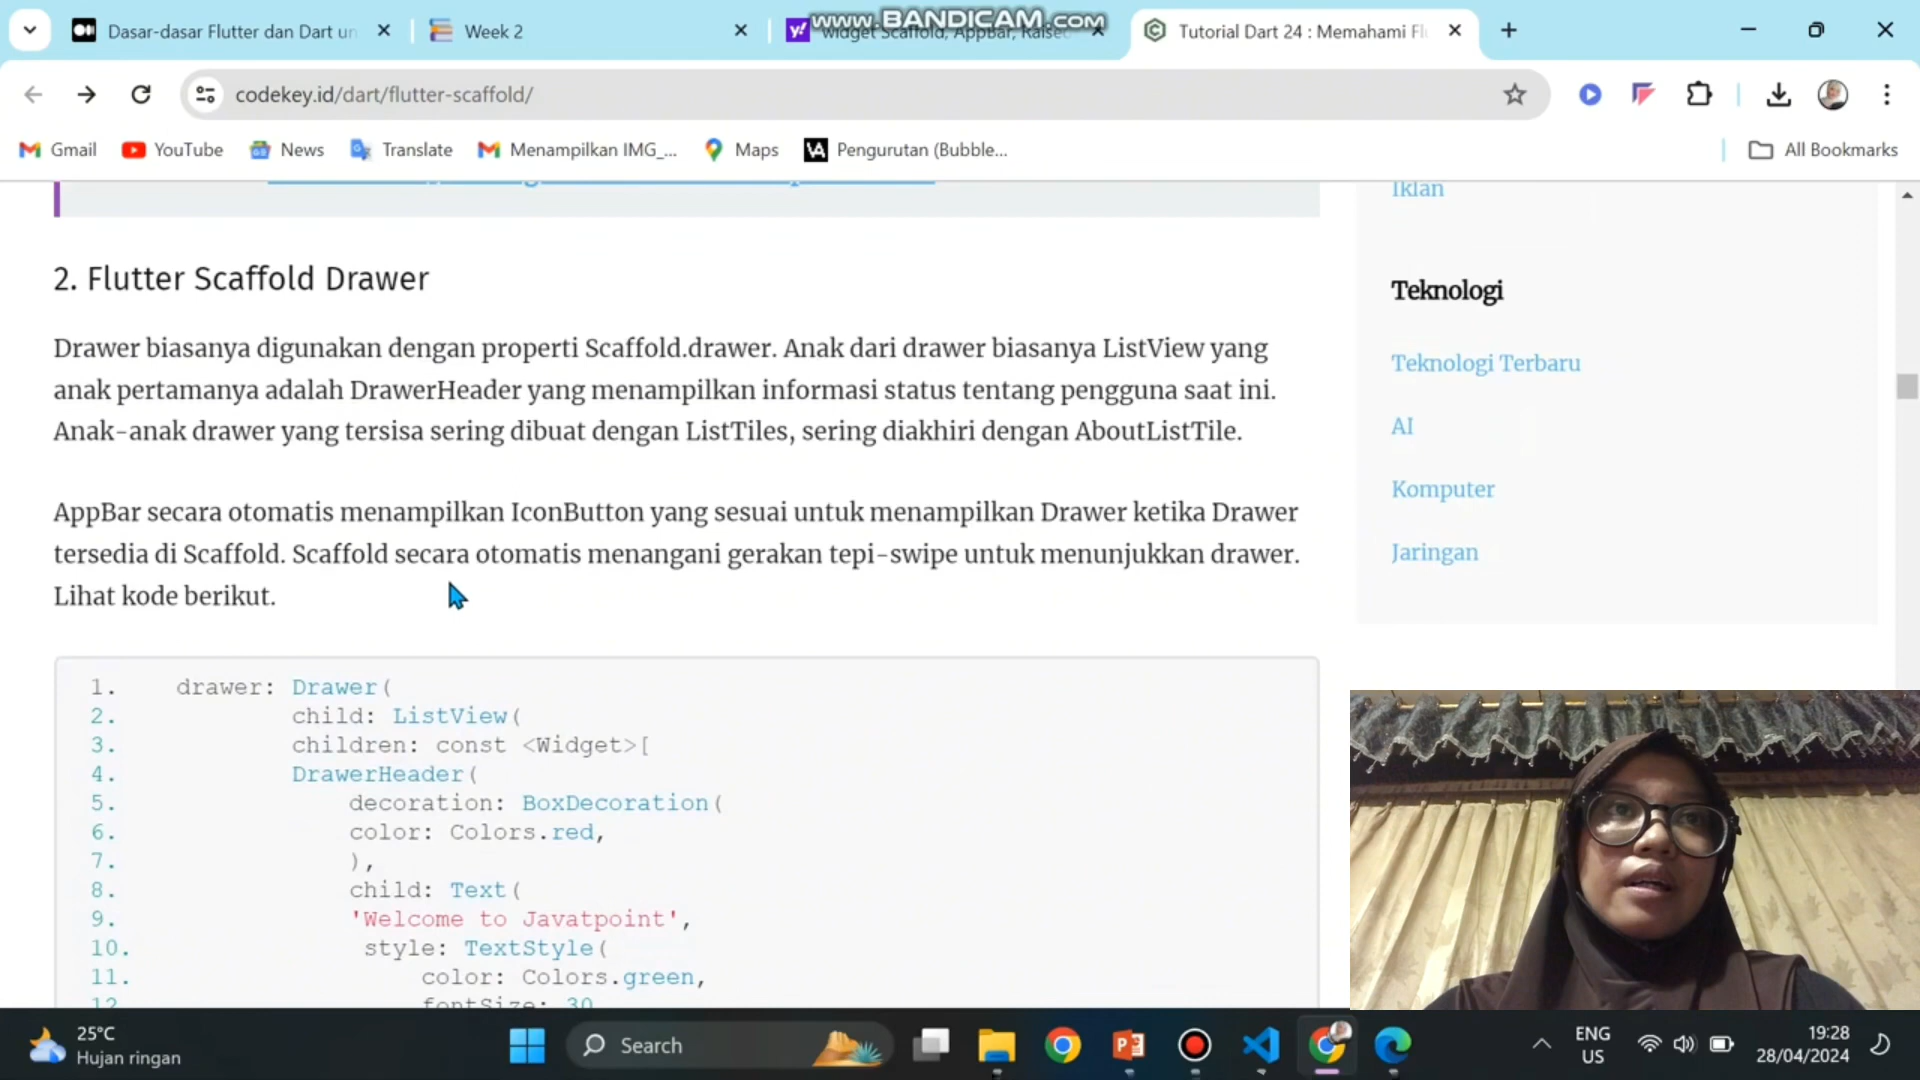 Dasar-dasar Flutter dan Dart un
Week 2
Widget Scaffold, AppBar, Raised
www.BANDICAM.com
Tutorial Dart 24 : Memahami Fl
codekey.id/dart/flutter-scaffold/
Gmail
YouTube
News
Translate
Menampilkan IMG_...
Maps
Pengurutan (Bubble...
All Bookmarks
Iklan
2. Flutter Scaffold Drawer
Teknologi
Drawer biasanya digunakan dengan properti Scaffold.drawer. Anak dari drawer biasanya ListView yang
anak pertamanya adalah DrawerHeader yang menampilkan informasi status tentang pengguna saat ini.
Anak-anak drawer yang tersisa sering dibuat dengan ListTiles, sering diakhiri dengan AboutListTile.
Teknologi Terbaru
AI
Komputer
Jaringan
AppBar secara otomatis menampilkan IconButton yang sesuai untuk menampilkan Drawer ketika Drawer
tersedia di Scaffold. Scaffold secara otomatis menangani gerakan tepi-swipe untuk menunjukkan drawer.
Lihat kode berikut.
1. drawer: Drawer(
2. child: ListView(
3. children: const <Widget>[
4. DrawerHeader(
5. decoration: BoxDecoration(
6. color: Colors.red,
7. ),
8. child: Text(
9. 'Welcome to Javatpoint',
10. style: TextStyle(
11. color: Colors.green,
12. fontSize: 30
25°C
Hujan ringan
Search
ENG
US
19:28
28/04/2024